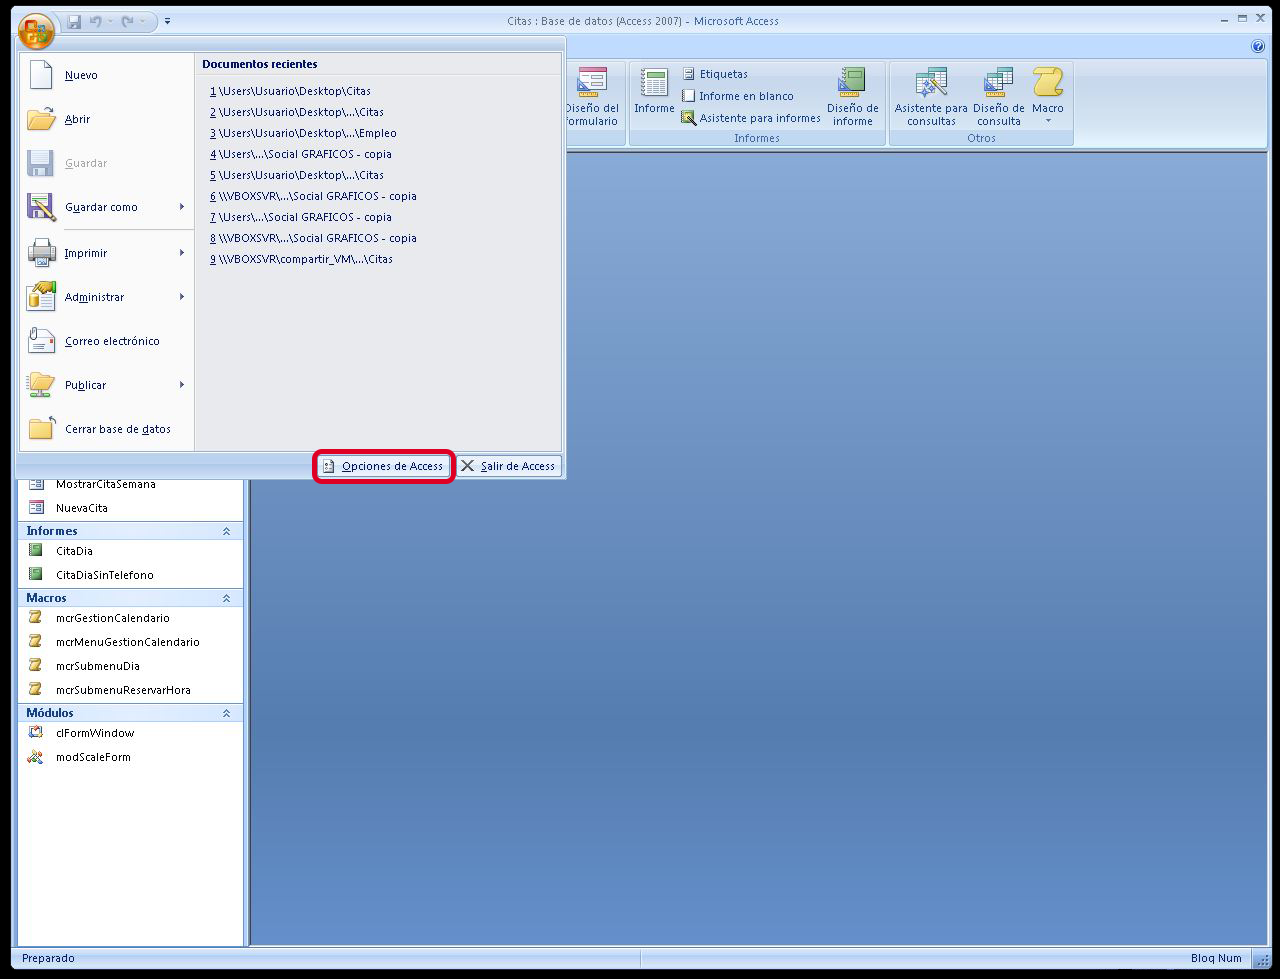 Citas : Base de datos (Access 2007) - Microsoft Access
Nuevo
Abrir
Guardar
Guardar como
Imprimir
Administrar
Correo electrónico
Publicar
Cerrar base de datos
Documentos recientes
1 \Users\Usuario\Desktop\Citas
2 \Users\Usuario\Desktop\...\Citas
3 \Users\Usuario\Desktop\...\Empleo
4 \Users\...\Social GRAFICOS - copia
5 \Users\Usuario\Desktop\...\Citas
6 \\VBOXSVR\...\Social GRAFICOS - copia
7 \Users\...\Social GRAFICOS - copia
8 \\VBOXSVR\...\Social GRAFICOS - copia
9 \\VBOXSVR\compartir_VM\...\Citas
Opciones de Access
Salir de Access
Diseño del
formulario
Informe
Etiquetas
Informe en blanco
Asistente para informes
Diseño de
informe
Informes
Asistente para
consultas
Diseño de
consulta
Macro
Otros
MostrarCitaSemana
NuevaCita
Informes
CitaDia
CitaDiaSinTelefono
Macros
mcrGestionCalendario
mcrMenuGestionCalendario
mcrSubmenuDia
mcrSubmenuReservarHora
Módulos
clFormWindow
modScaleForm
Preparado
Bloq Num